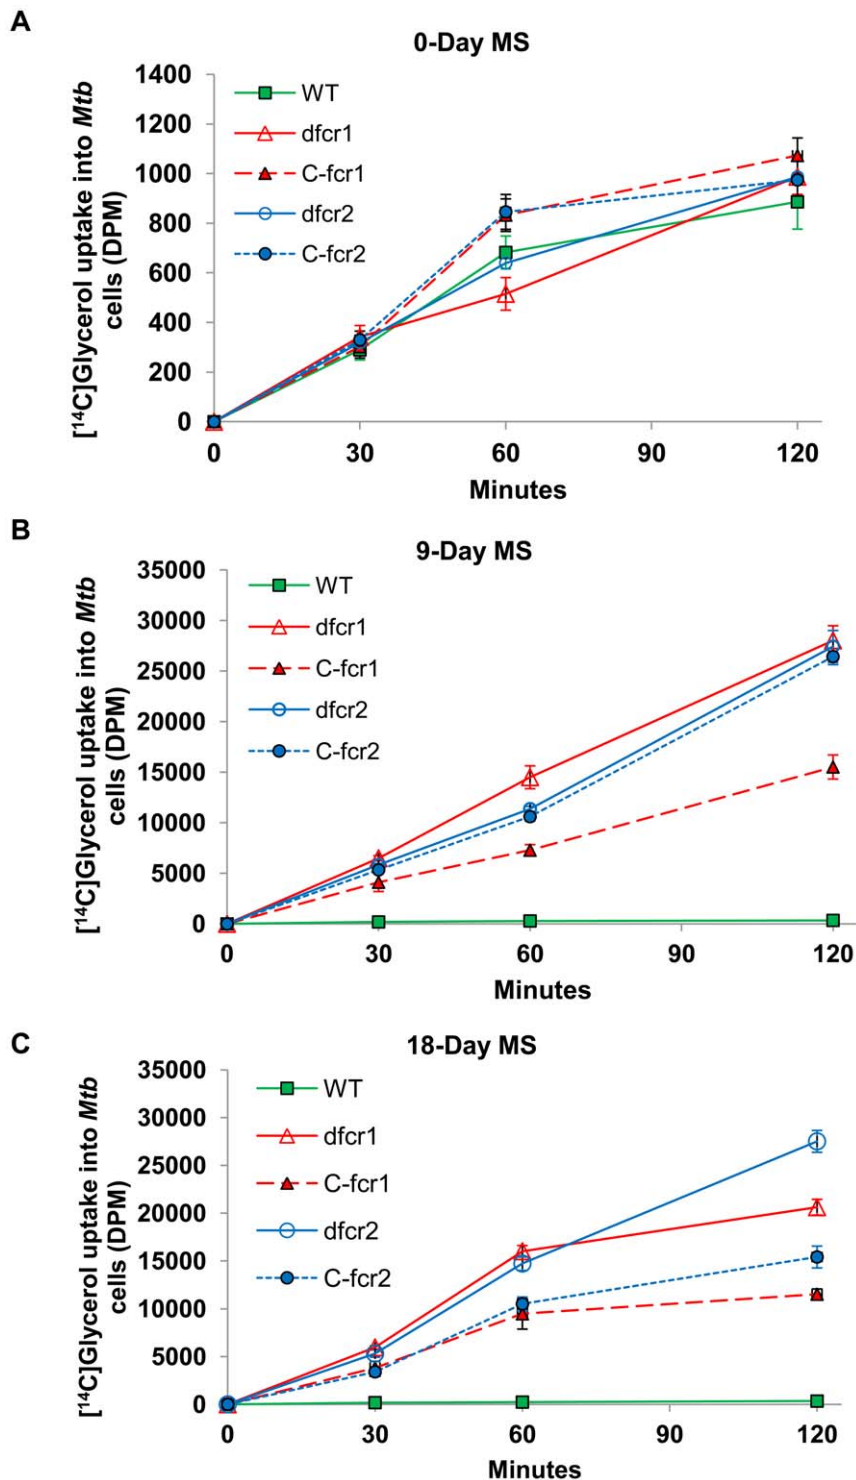 A
0-Day MS
[¹⁴C]Glycerol uptake into Mtb
cells (DPM)
1400
1200
1000
800
600
400
200
0
WT
dfcr1
C-fcr1
dfcr2
C-fcr2
0 30 60 90 120
Minutes
B
9-Day MS
[¹⁴C]Glycerol uptake into Mtb
cells (DPM)
35000
30000
25000
20000
15000
10000
5000
0
WT
dfcr1
C-fcr1
dfcr2
C-fcr2
0 30 60 90 120
Minutes
C
18-Day MS
[¹⁴C]Glycerol uptake into Mtb
cells (DPM)
35000
30000
25000
20000
15000
10000
5000
0
WT
dfcr1
C-fcr1
dfcr2
C-fcr2
0 30 60 90 120
Minutes